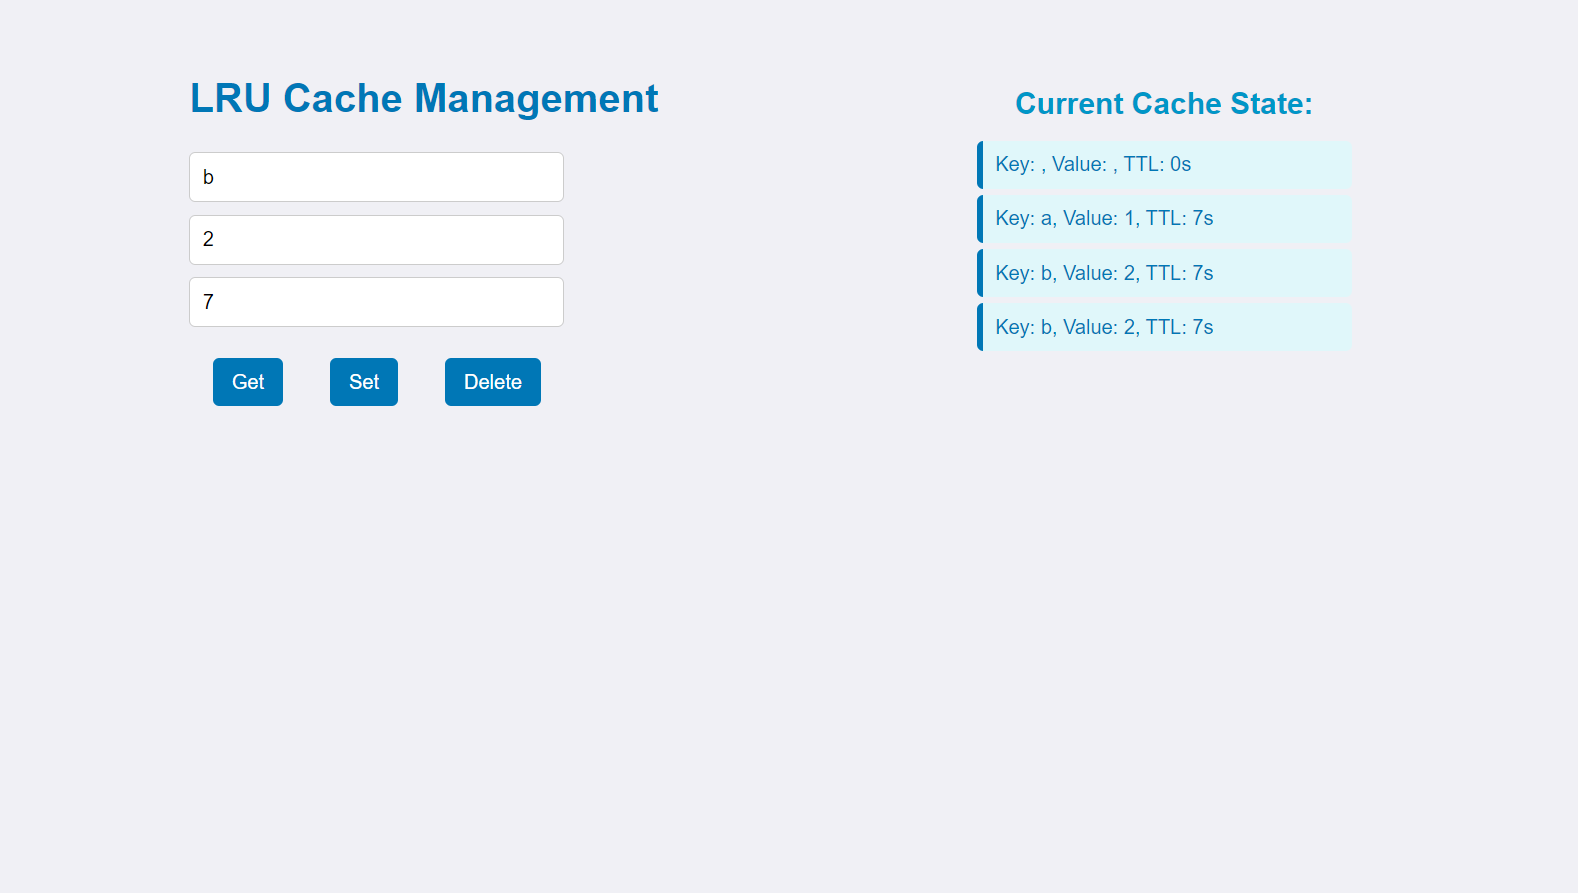 LRU Cache Management
b
2
7
Get Set Delete
Current Cache State:
Key: , Value: , TTL: 0s
Key: a, Value: 1, TTL: 7s
Key: b, Value: 2, TTL: 7s
Key: b, Value: 2, TTL: 7s